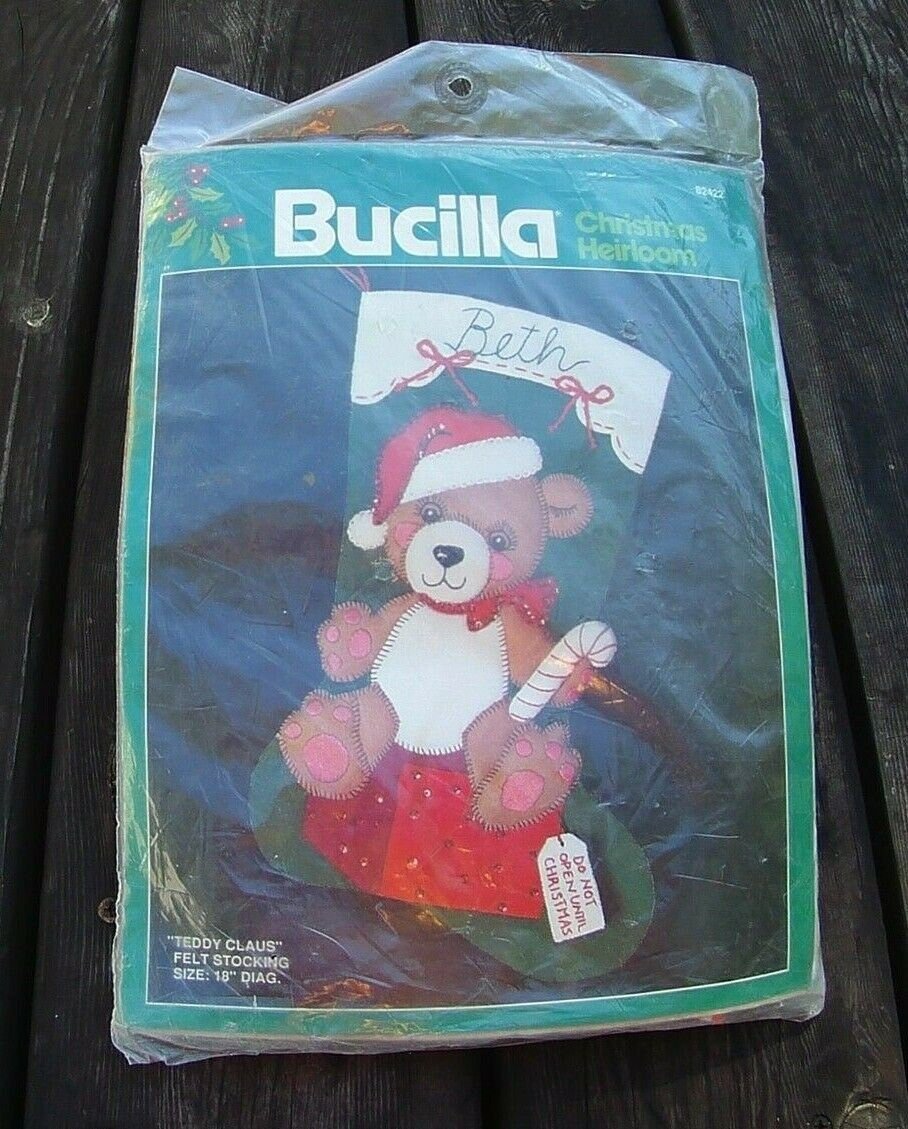 82422
Bucilla®
Christmas
Heirloom
Beth
DO NOT
OPEN UNTIL
CHRISTMAS
"TEDDY CLAUS"
FELT STOCKING
SIZE: 18" DIAG.